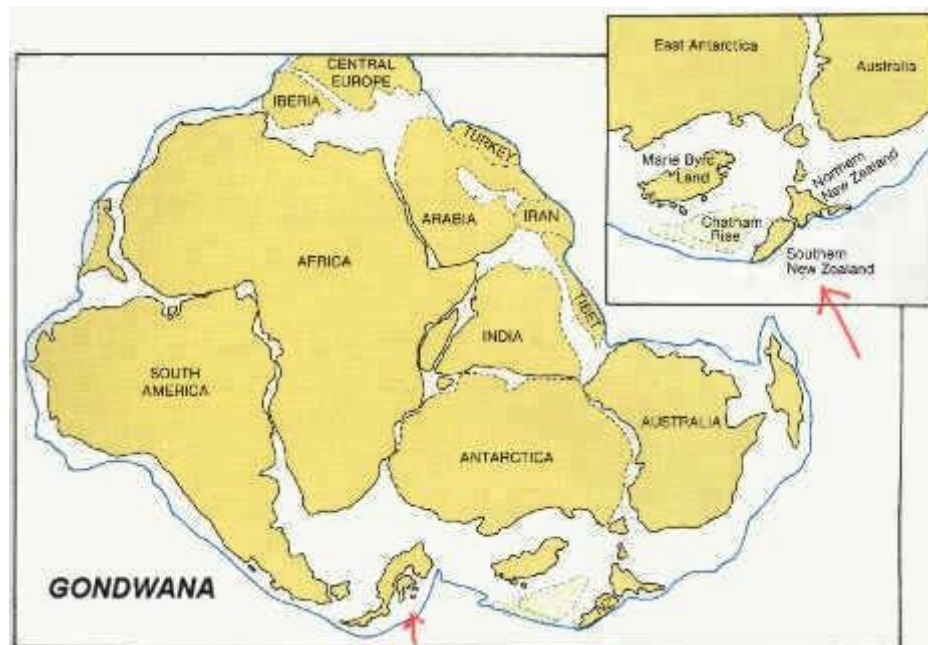 CENTRAL
EUROPE
IBERIA
TURKEY
ARABIA
IRAN
AFRICA
TIBET
INDIA
SOUTH
AMERICA
AUSTRALIA
ANTARCTICA
GONDWANA
NZ
East Antarctica
Australia
Marie Byrd
Land
Northern
New Zealand
Chatham
Rise
Southern
New Zealand